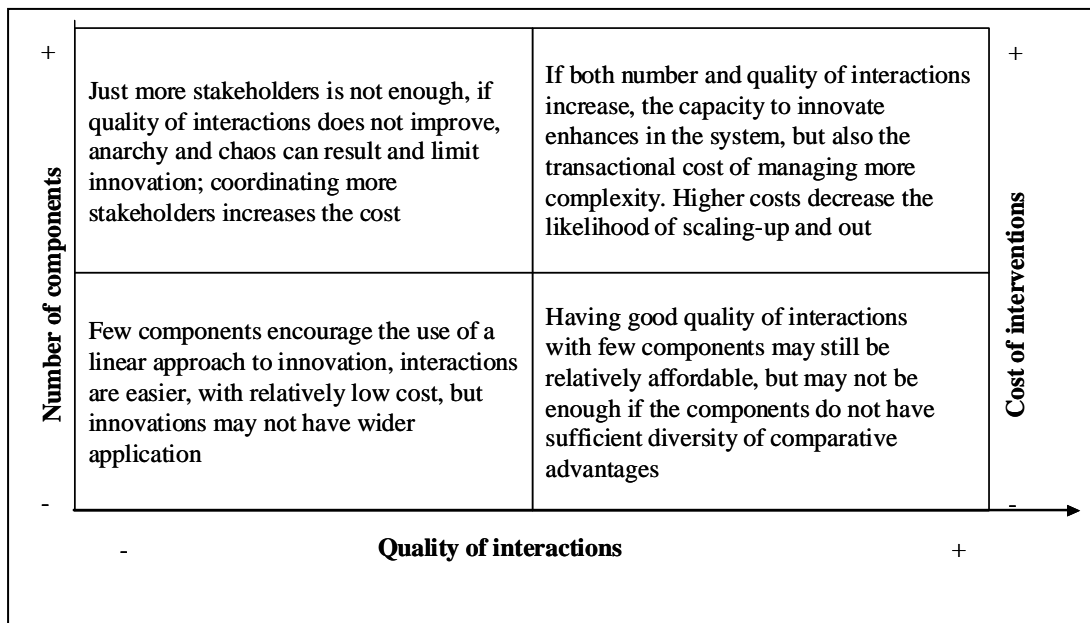 +
+
Just more stakeholders is not enough, if
quality of interactions does not improve,
anarchy and chaos can result and limit
innovation; coordinating more
stakeholders increases the cost
If both number and quality of interactions
increase, the capacity to innovate
enhances in the system, but also the
transactional cost of managing more
complexity. Higher costs decrease the
likelihood of scaling-up and out
Number of components
Cost of interventions
Few components encourage the use of a
linear approach to innovation, interactions
are easier, with relatively low cost, but
innovations may not have wider
application
Having good quality of interactions
with few components may still be
relatively affordable, but may not be
enough if the components do not have
sufficient diversity of comparative
advantages
-
-
-
Quality of interactions
+